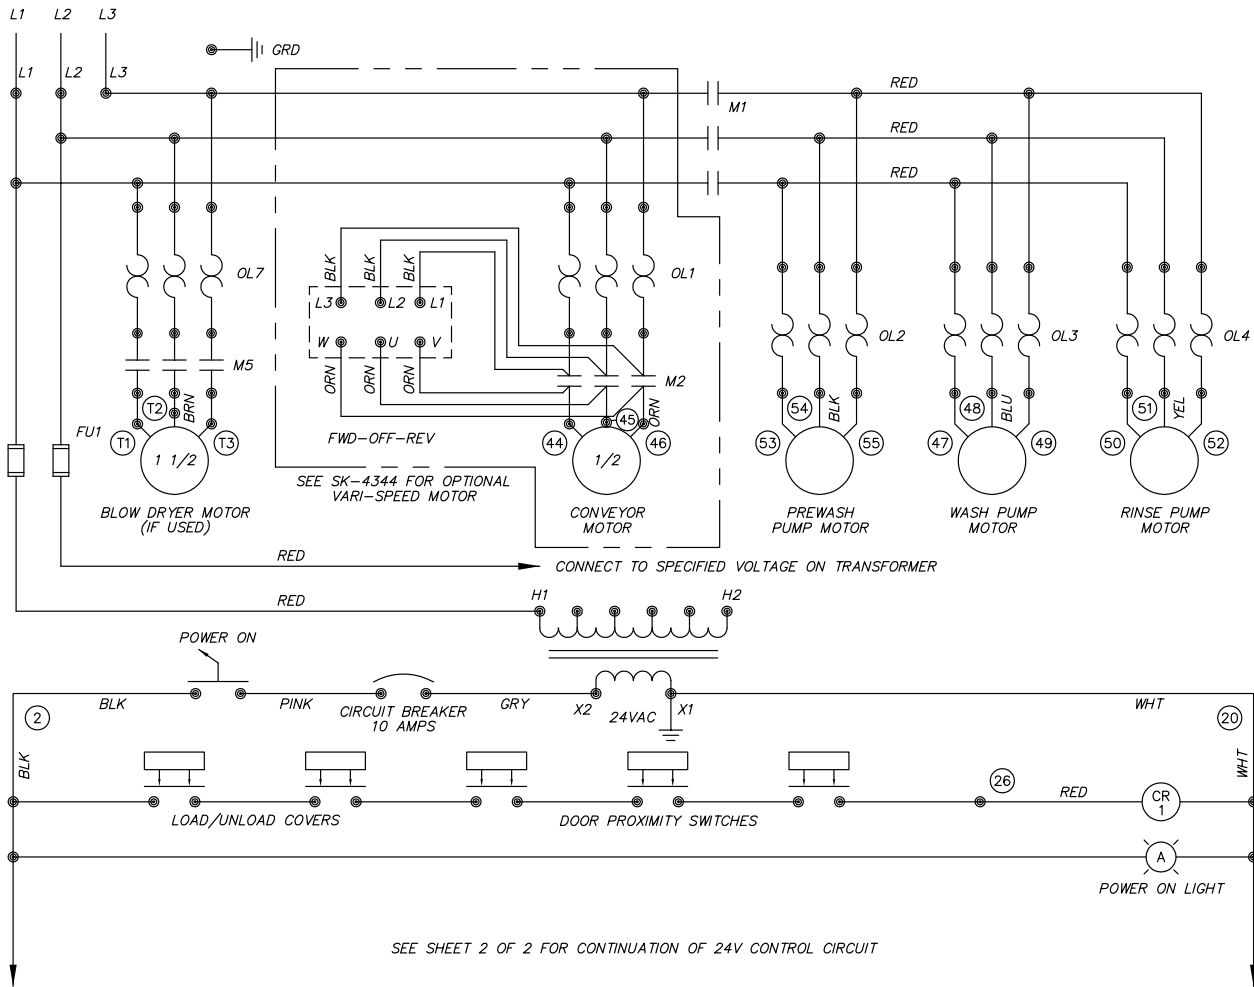 L1 L2 L3
GRD
L1 L2 L3
RED
M1
RED
RED
OL7
BLK BLK BLK
OL1
L3 L2 L1
W U V
OL2 OL3 OL4
M5
ORN ORN ORN
M2
T2 BRN
54 BLK
48 BLU
51 YEL
45 ORN
FU1
T1 T3
FWD-OFF-REV
44 46
53 55
47 49
50 52
1 1/2
1/2
SEE SK-4344 FOR OPTIONAL
VARI-SPEED MOTOR
BLOW DRYER MOTOR
(IF USED)
CONVEYOR
MOTOR
PREWASH
PUMP MOTOR
WASH PUMP
MOTOR
RINSE PUMP
MOTOR
RED
CONNECT TO SPECIFIED VOLTAGE ON TRANSFORMER
RED
H1 H2
POWER ON
BLK PINK
CIRCUIT BREAKER
10 AMPS
GRY
X2 24VAC X1
WHT
2 20
BLK WHT
26
RED
CR
1
LOAD/UNLOAD COVERS
DOOR PROXIMITY SWITCHES
A
POWER ON LIGHT
SEE SHEET 2 OF 2 FOR CONTINUATION OF 24V CONTROL CIRCUIT